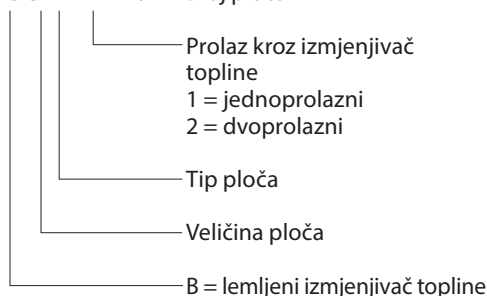 Prolaz kroz izmjenjivač
topline
1 = jednoprolazni
2 = dvoprolazni
Tip ploča
Veličina ploča
B = lemljeni izmjenjivač topline